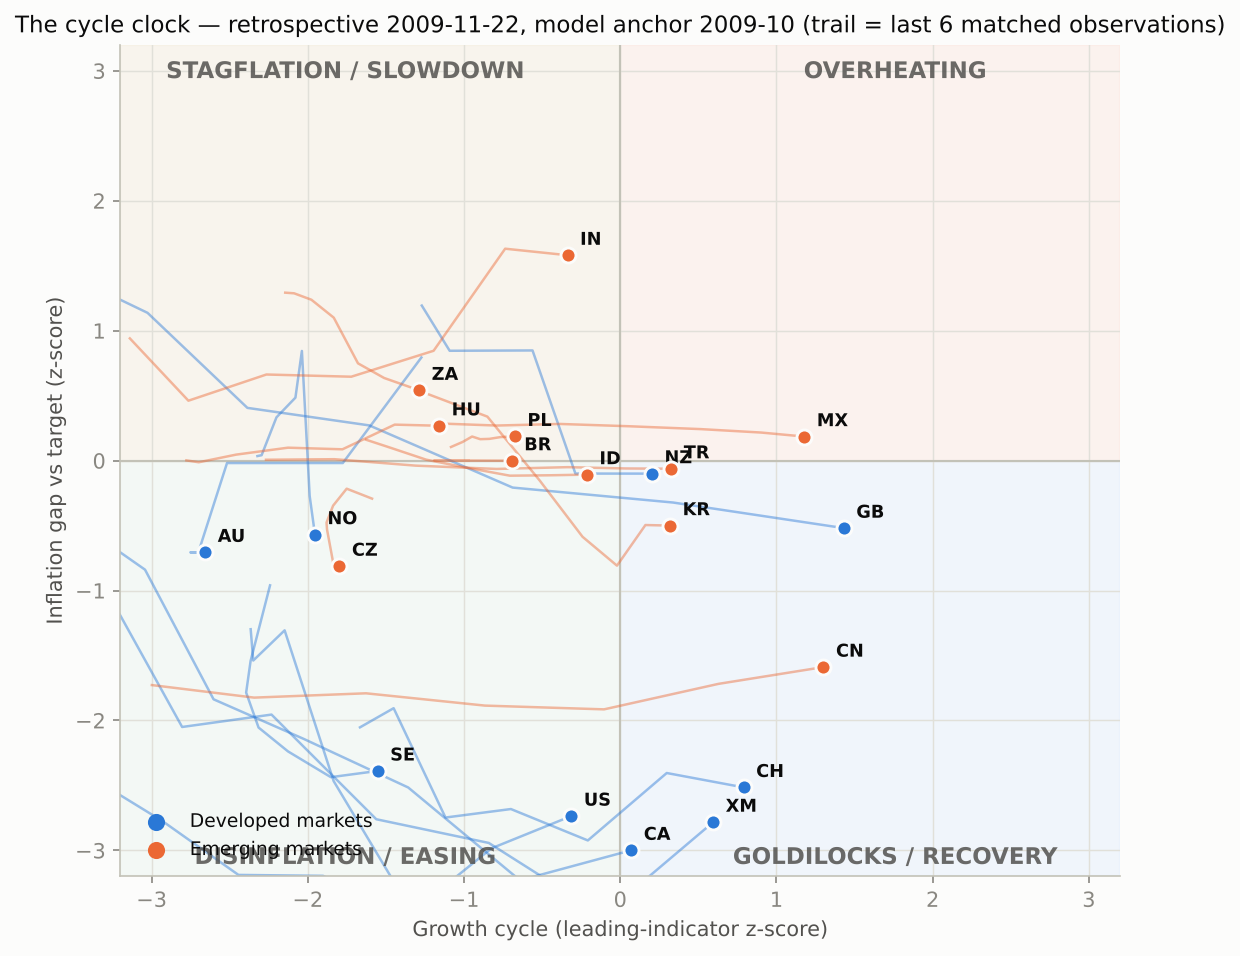 The cycle clock — retrospective 2009-11-22, model anchor 2009-10 (trail = last 6 matched observations)
STAGFLATION / SLOWDOWN
OVERHEATING
3
2
1
0
−1
−2
−3
Inflation gap vs target (z-score)
IN
ZA
HU
PL
BR
MX
ID
NZ
TR
KR
GB
AU
NO
CZ
CN
SE
US
CH
XM
CA
Developed markets
Emerging markets
DISINFLATION / EASING
GOLDILOCKS / RECOVERY
−3
−2
−1
0
1
2
3
Growth cycle (leading-indicator z-score)